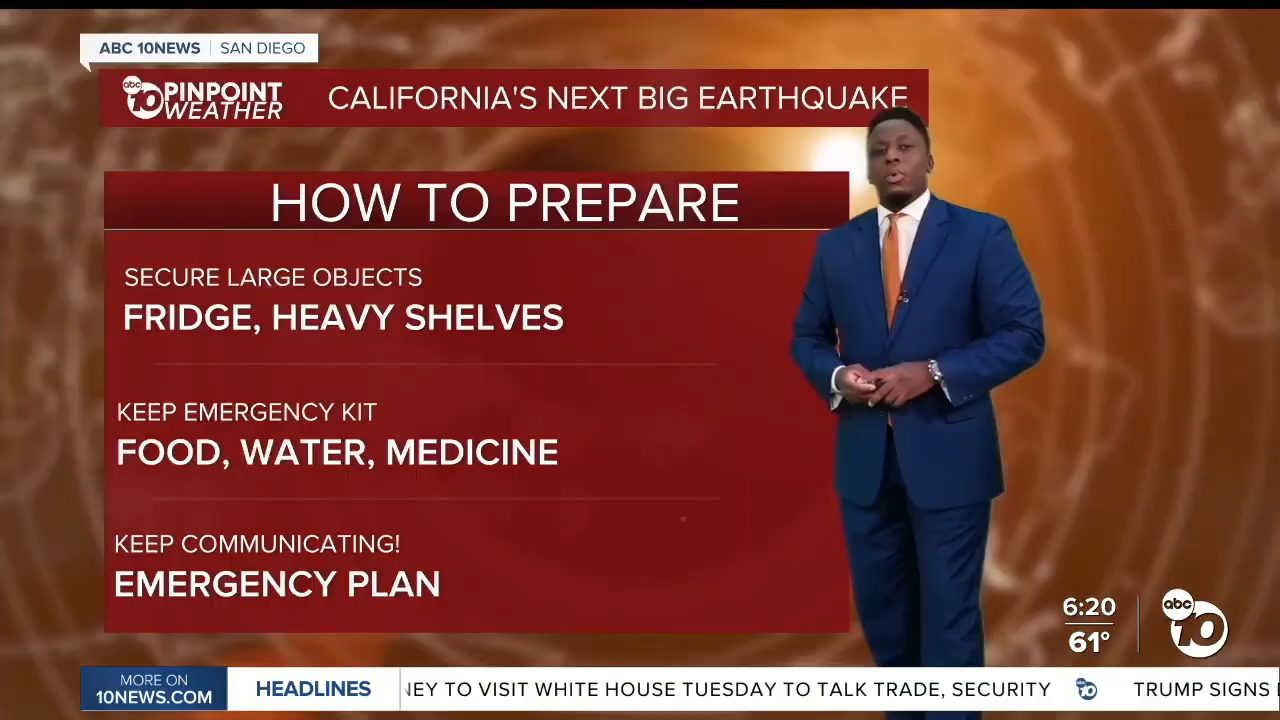 ABC 10NEWS | SAN DIEGO
abc 10 PINPOINT WEATHER
CALIFORNIA'S NEXT BIG EARTHQUAKE
HOW TO PREPARE
SECURE LARGE OBJECTS
FRIDGE, HEAVY SHELVES
KEEP EMERGENCY KIT
FOOD, WATER, MEDICINE
KEEP COMMUNICATING!
EMERGENCY PLAN
6:20
61°
abc 10
MORE ON
10NEWS.COM
HEADLINES
NEY TO VISIT WHITE HOUSE TUESDAY TO TALK TRADE, SECURITY
abc 10
TRUMP SIGNS